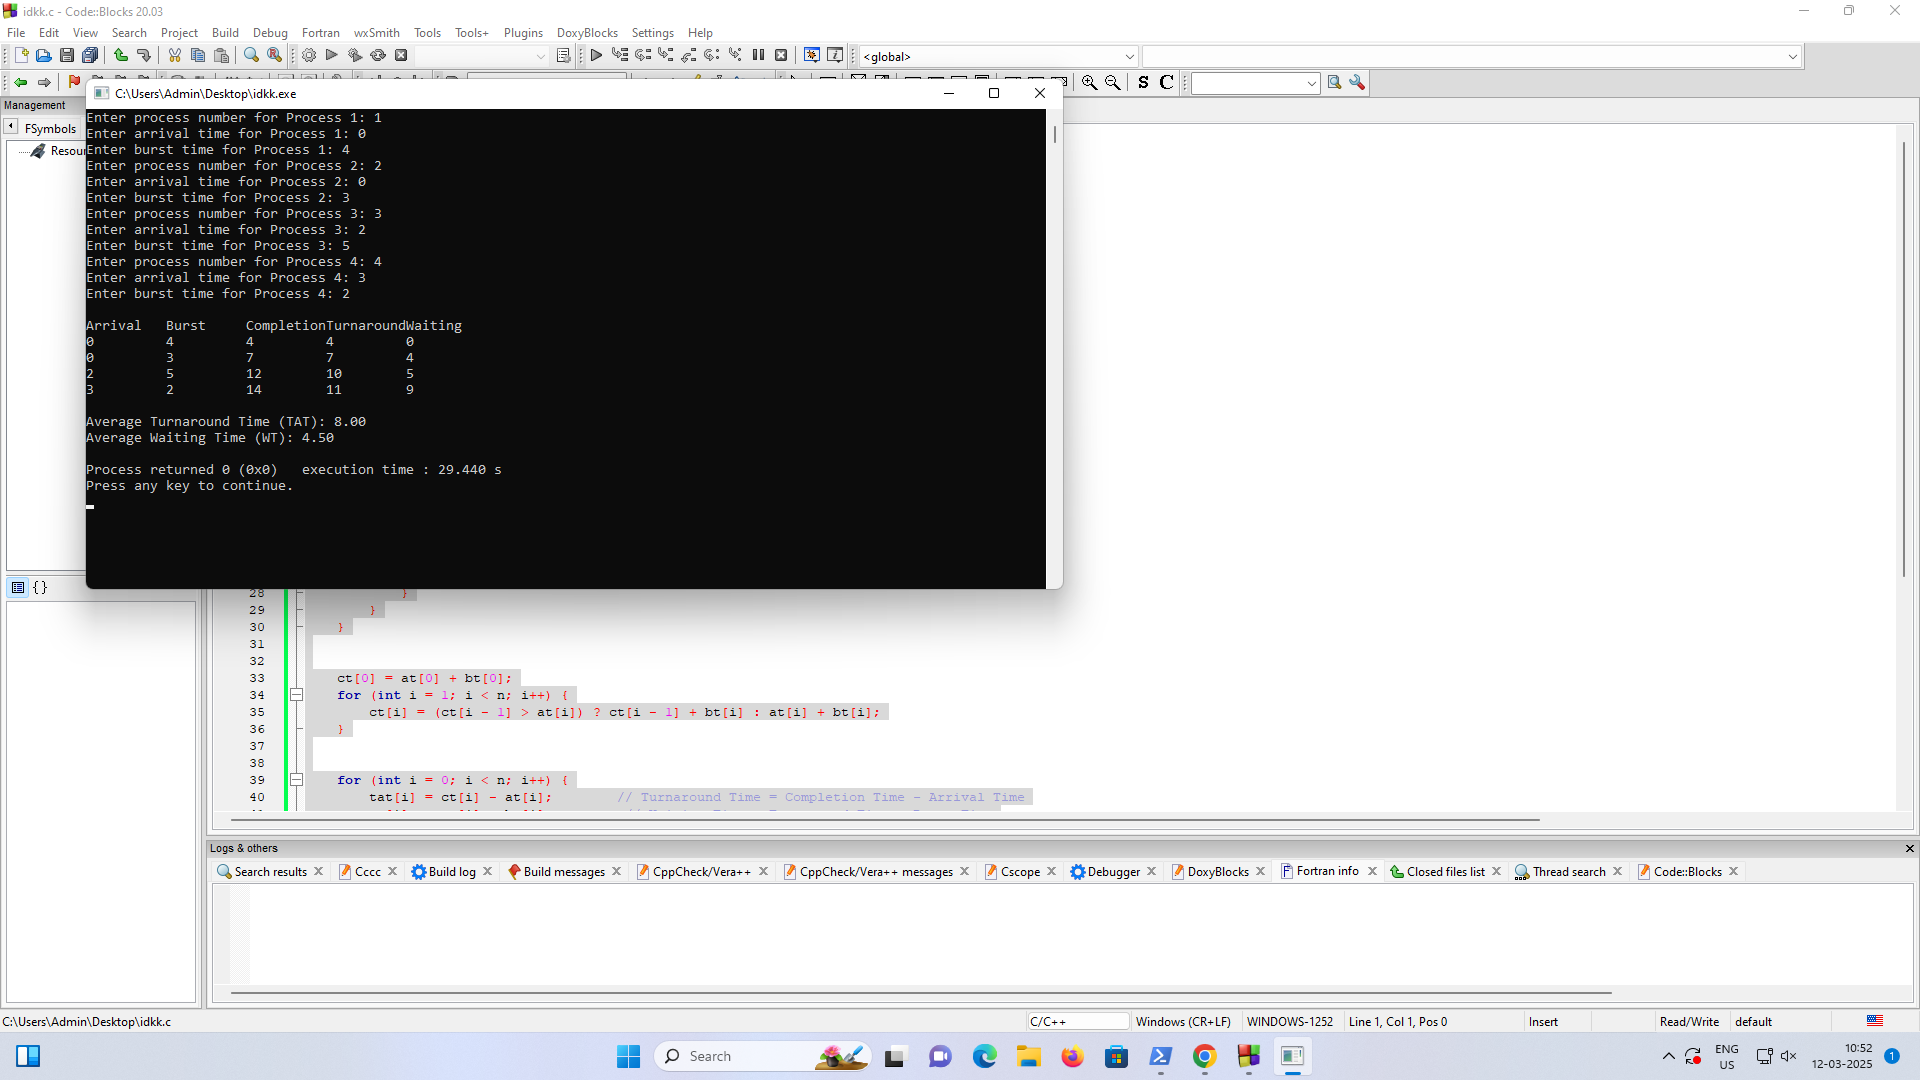 idkk.c - Code::Blocks 20.03
File Edit View Search Project Build Debug Fortran wxSmith Tools Tools+ Plugins DoxyBlocks Settings Help
<global>
S C
Management
FSymbols
Resou
C:\Users\Admin\Desktop\idkk.exe
Enter process number for Process 1: 1
Enter arrival time for Process 1: 0
Enter burst time for Process 1: 4
Enter process number for Process 2: 2
Enter arrival time for Process 2: 0
Enter burst time for Process 2: 3
Enter process number for Process 3: 3
Enter arrival time for Process 3: 2
Enter burst time for Process 3: 5
Enter process number for Process 4: 4
Enter arrival time for Process 4: 3
Enter burst time for Process 4: 2
Arrival Burst CompletionTurnaroundWaiting
0 4 4 4 0
0 3 7 7 4
2 5 12 10 5
3 2 14 11 9
Average Turnaround Time (TAT): 8.00
Average Waiting Time (WT): 4.50
Process returned 0 (0x0) execution time : 29.440 s
Press any key to continue.
{}
28 }
29 }
30 }
31
32
33 ct[0] = at[0] + bt[0];
34 for (int i = 1; i < n; i++) {
35 ct[i] = (ct[i - 1] > at[i]) ? ct[i - 1] + bt[i] : at[i] + bt[i];
36 }
37
38
39 for (int i = 0; i < n; i++) {
40 tat[i] = ct[i] - at[i]; // Turnaround Time = Completion Time - Arrival Time
Logs & others
Search results Cccc Build log Build messages CppCheck/Vera++ CppCheck/Vera++ messages Cscope Debugger DoxyBlocks Fortran info Closed files list Thread search Code::Blocks
C:\Users\Admin\Desktop\idkk.c C/C++ Windows (CR+LF) WINDOWS-1252 Line 1, Col 1, Pos 0 Insert Read/Write default
Search
ENG
US
10:52
12-03-2025
1